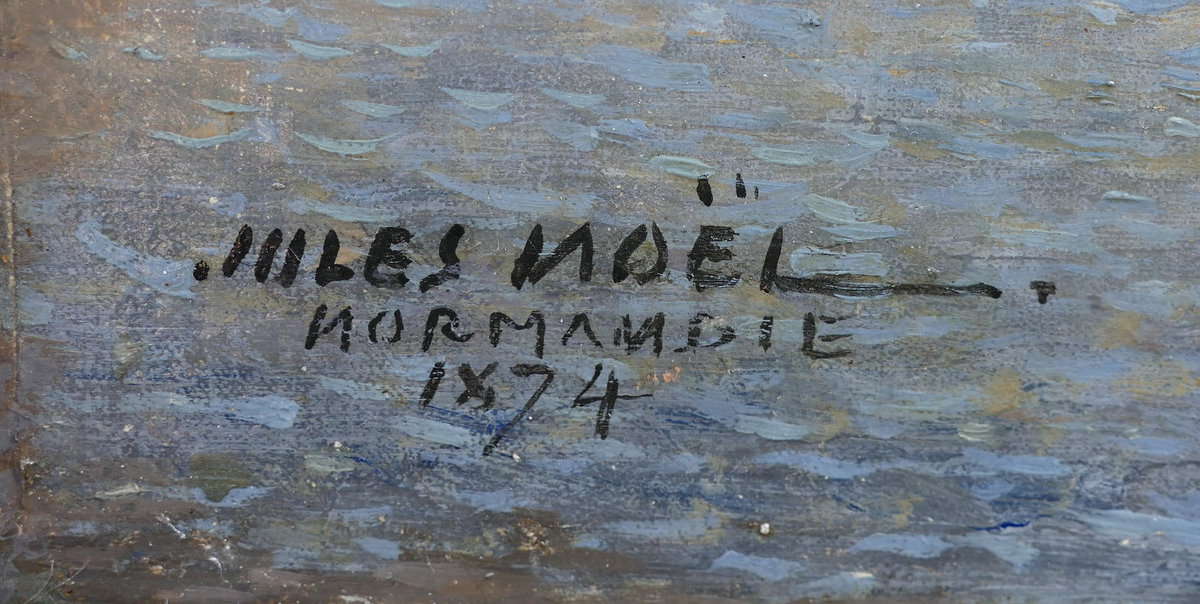 JULES NOËL.
NORMANDIE
1874